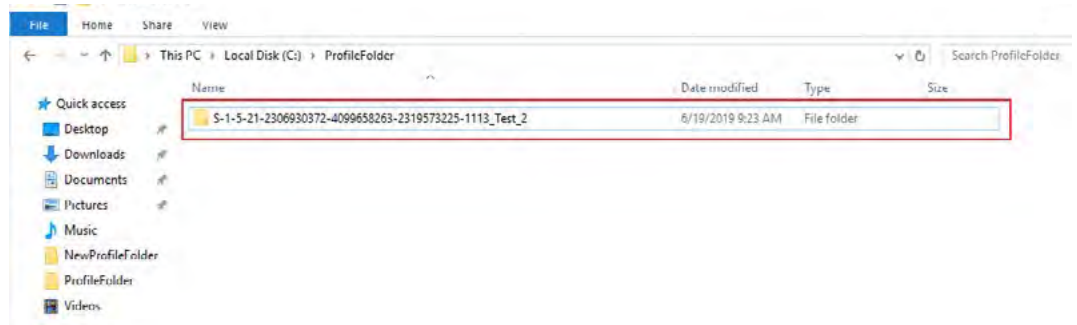 File Home Share View
This PC › Local Disk (C:) › ProfileFolder Search ProfileFolder
Name Date modified Type Size
Quick access
S-1-5-21-2306930372-4099658263-2319573225-1113_Test_2 6/19/2019 9:23 AM File folder
Desktop
Downloads
Documents
Pictures
Music
NewProfileFolder
ProfileFolder
Videos